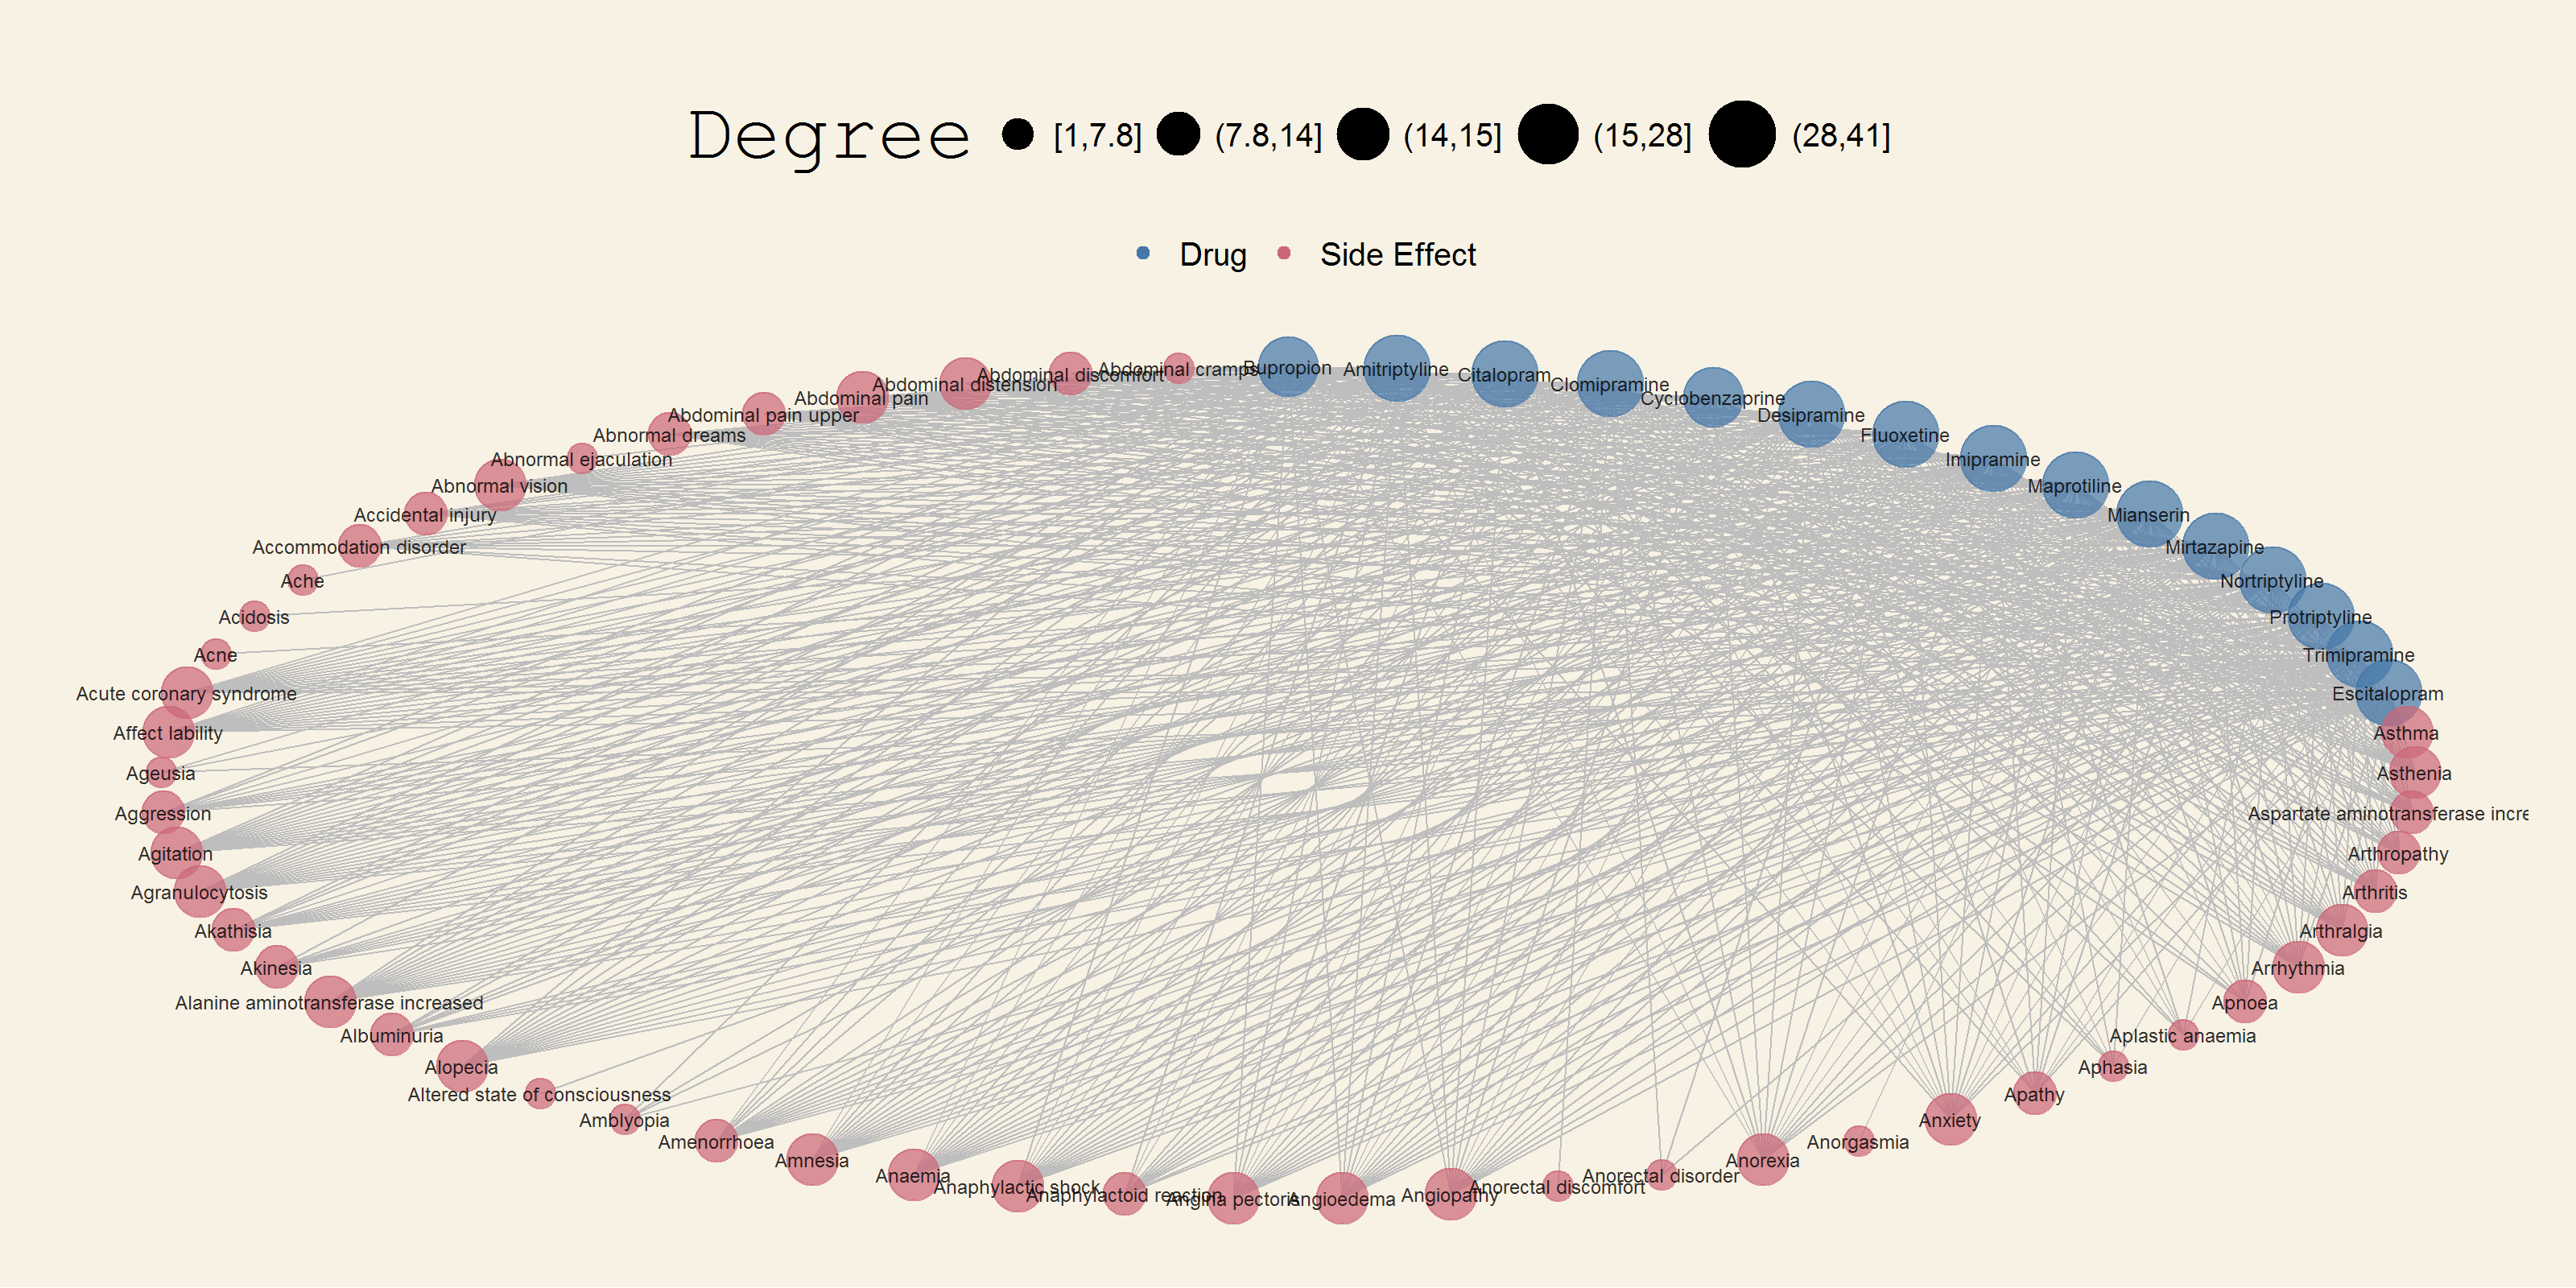 Degree [1,7.8] (7.8,14] (14,15] (15,28] (28,41]
Drug Side Effect
Bupropion
Amitriptyline
Citalopram
Clomipramine
Cyclobenzaprine
Desipramine
Fluoxetine
Imipramine
Maprotiline
Mianserin
Mirtazapine
Nortriptyline
Protriptyline
Trimipramine
Escitalopram
Asthma
Asthenia
Aspartate aminotransferase incre
Arthropathy
Arthritis
Arthralgia
Arrhythmia
Apnoea
Aplastic anaemia
Aphasia
Apathy
Anxiety
Anorgasmia
Anorexia
Anorectal disorder
Anorectal discomfort
Angiopathy
Angioedema
Angina pectoris
Anaphylactoid reaction
Anaphylactic shock
Anaemia
Amnesia
Amenorrhoea
Amblyopia
Altered state of consciousness
Alopecia
Albuminuria
Alanine aminotransferase increased
Akinesia
Akathisia
Agranulocytosis
Agitation
Aggression
Ageusia
Affect lability
Acute coronary syndrome
Acne
Acidosis
Ache
Accommodation disorder
Accidental injury
Abnormal vision
Abnormal ejaculation
Abnormal dreams
Abdominal pain upper
Abdominal pain
Abdominal distension
Abdominal discomfort
Abdominal cramps